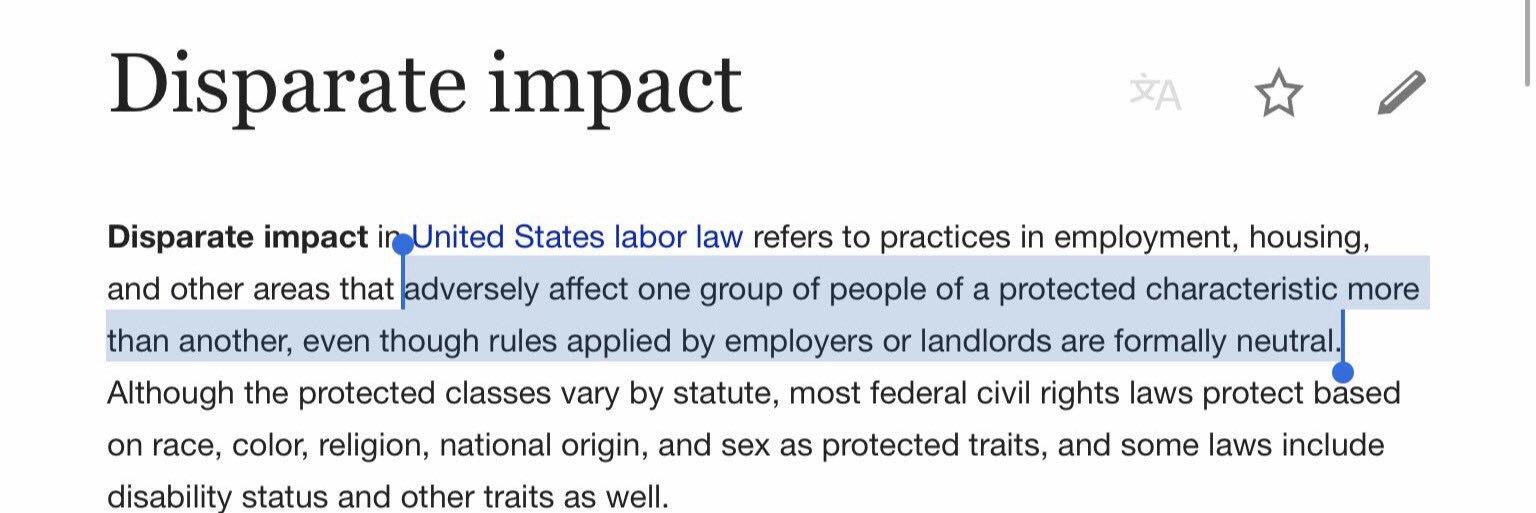 Disparate impact
文A
Disparate impact in United States labor law refers to practices in employment, housing,
and other areas that adversely affect one group of people of a protected characteristic more
than another, even though rules applied by employers or landlords are formally neutral.
Although the protected classes vary by statute, most federal civil rights laws protect based
on race, color, religion, national origin, and sex as protected traits, and some laws include
disability status and other traits as well.